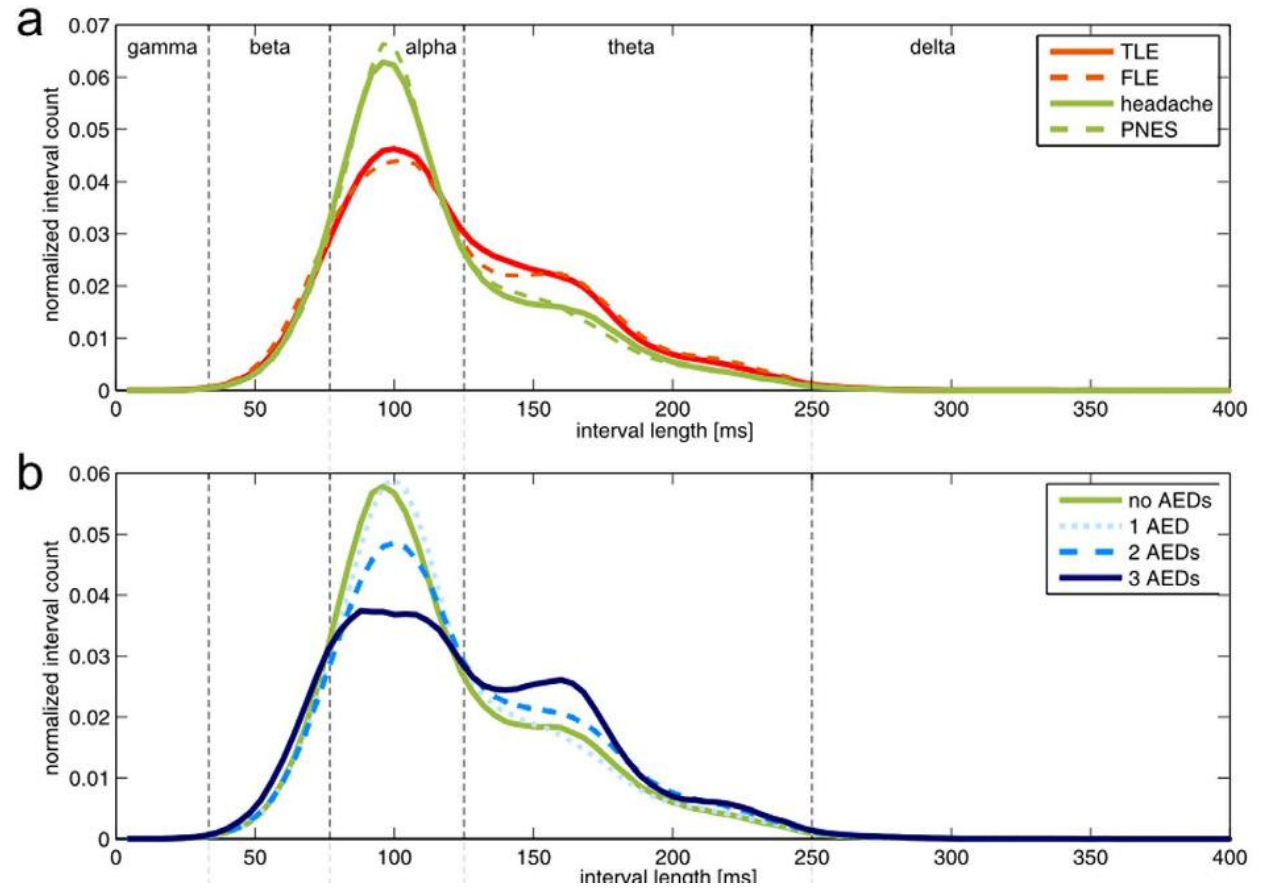 a
0.07
0.06
0.05
0.04
0.03
0.02
0.01
0
normalized interval count
gamma beta alpha theta delta
TLE
FLE
headache
PNES
0 50 100 150 200 250 300 350 400
interval length [ms]
b
0.06
0.05
0.04
0.03
0.02
0.01
0
normalized interval count
no AEDs
1 AED
2 AEDs
3 AEDs
0 50 100 150 200 250 300 350 400
interval length [ms]